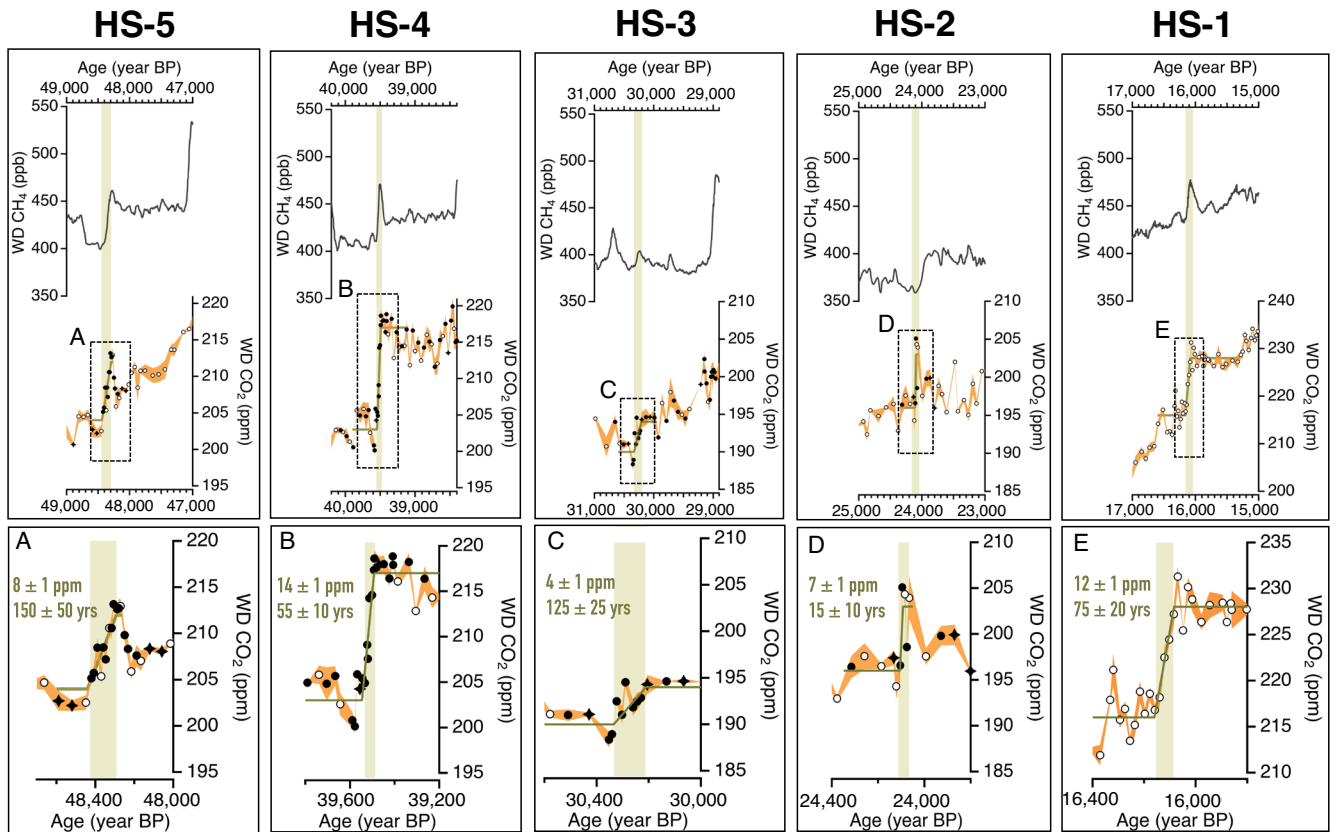 HS-5
HS-4
HS-3
HS-2
HS-1
Age (year BP)
49,000 48,000 47,000
550
500
450
400
350
WD CH4 (ppb)
A
220
215
210
205
200
195
WD CO2 (ppm)
49,000 48,000 47,000
Age (year BP)
40,000 39,000
550
500
450
400
350
WD CH4 (ppb)
B
220
215
210
205
200
195
WD CO2 (ppm)
40,000 39,000
Age (year BP)
31,000 30,000 29,000
550
500
450
400
350
WD CH4 (ppb)
C
210
205
200
195
190
185
WD CO2 (ppm)
31,000 30,000 29,000
Age (year BP)
25,000 24,000 23,000
550
500
450
400
350
WD CH4 (ppb)
D
210
205
200
195
190
185
WD CO2 (ppm)
25,000 24,000 23,000
Age (year BP)
17,000 16,000 15,000
550
500
450
400
350
WD CH4 (ppb)
E
240
230
220
210
200
WD CO2 (ppm)
17,000 16,000 15,000
A
8 ± 1 ppm
150 ± 50 yrs
220
215
210
205
200
195
WD CO2 (ppm)
48,400 48,000
Age (year BP)
B
14 ± 1 ppm
55 ± 10 yrs
220
215
210
205
200
195
WD CO2 (ppm)
39,600 39,200
Age (year BP)
C
4 ± 1 ppm
125 ± 25 yrs
210
205
200
195
190
185
WD CO2 (ppm)
30,400 30,000
Age (year BP)
D
7 ± 1 ppm
15 ± 10 yrs
210
205
200
195
190
185
WD CO2 (ppm)
24,400 24,000
Age (year BP)
E
12 ± 1 ppm
75 ± 20 yrs
235
230
225
220
215
210
WD CO2 (ppm)
16,400 16,000
Age (year BP)